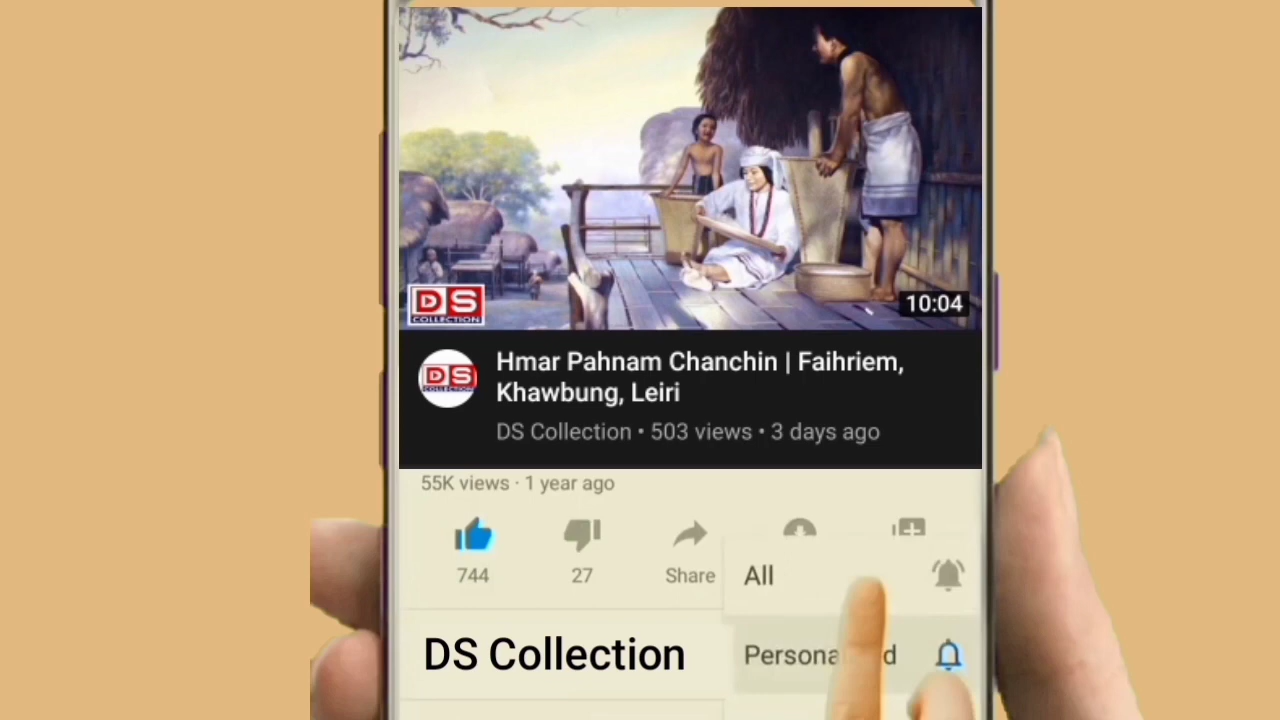 DS
COLLECTION
10:04
DS
COLLECTION
Hmar Pahnam Chanchin | Faihriem,
Khawbung, Leiri
DS Collection • 503 views • 3 days ago
55K views · 1 year ago
744
27
Share
All
DS Collection